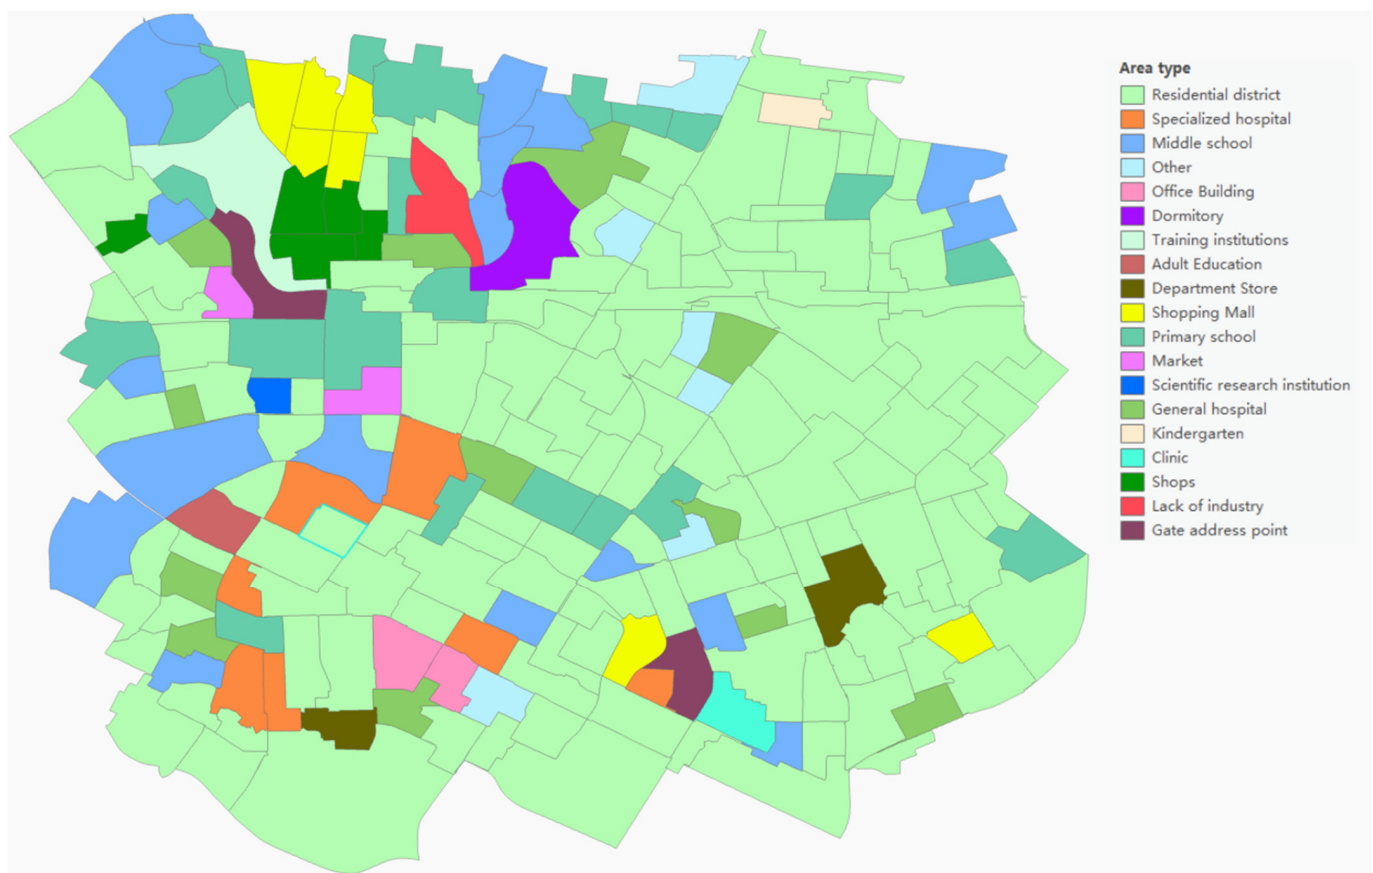 Area type
Residential district
Specialized hospital
Middle school
Other
Office Building
Dormitory
Training institutions
Adult Education
Department Store
Shopping Mall
Primary school
Market
Scientific research institution
General hospital
Kindergarten
Clinic
Shops
Lack of industry
Gate address point